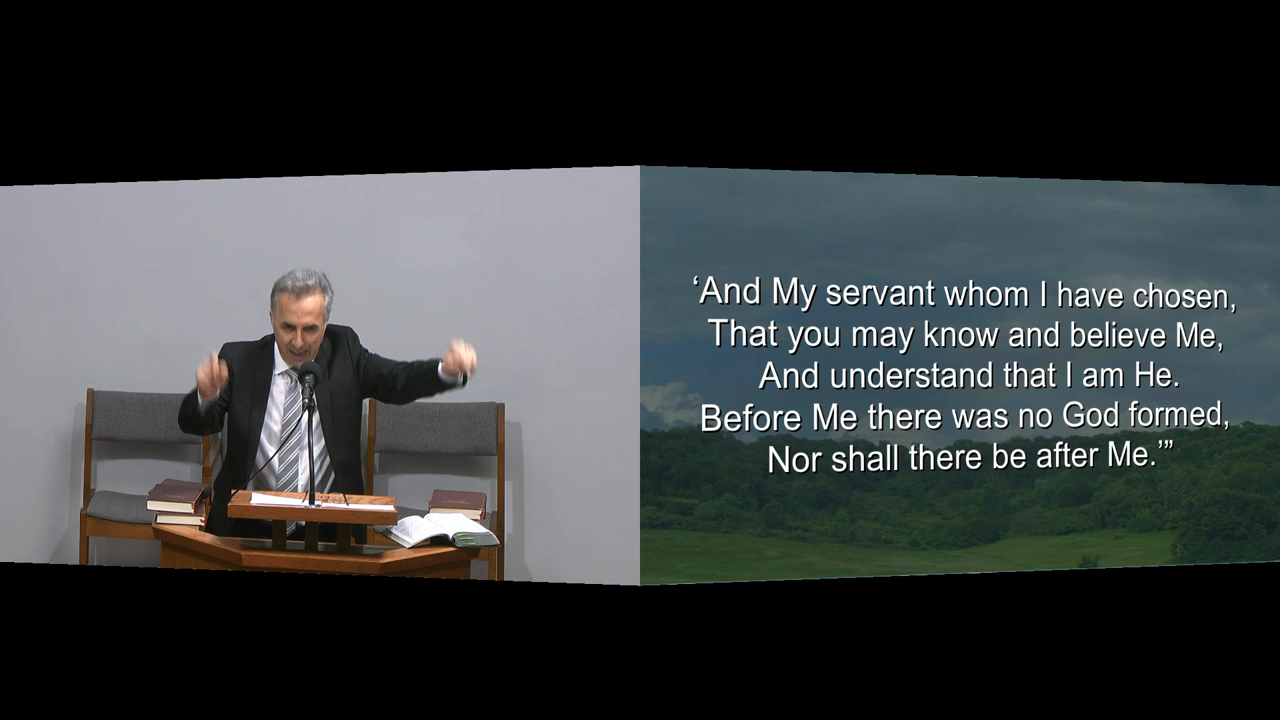 ‘And My servant whom I have chosen,
That you may know and believe Me,
And understand that I am He.
Before Me there was no God formed,
Nor shall there be after Me.’”